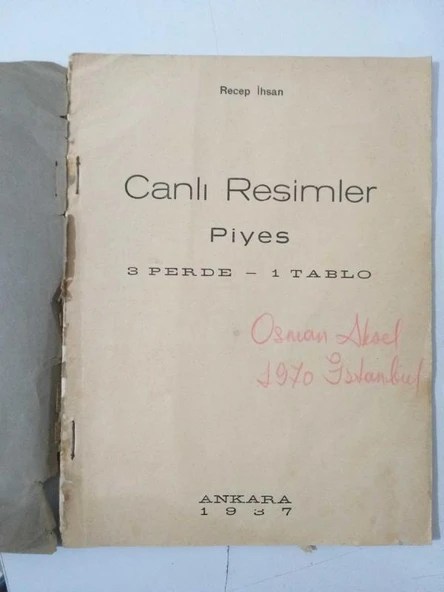 Recep İhsan
Canlı Resimler
Piyes
3 PERDE – 1 TABLO
Osman Aksel
1970 İstanbul
ANKARA
1937